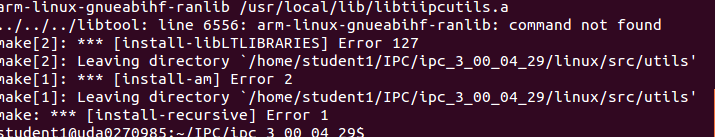 arm-linux-gnueabihf-ranlib /usr/local/lib/libtiipcutils.a
../../../libtool: line 6556: arm-linux-gnueabihf-ranlib: command not found
make[2]: *** [install-libLTLIBRARIES] Error 127
make[2]: Leaving directory `/home/student1/IPC/ipc_3_00_04_29/linux/src/utils'
make[1]: *** [install-am] Error 2
make[1]: Leaving directory `/home/student1/IPC/ipc_3_00_04_29/linux/src/utils'
make: *** [install-recursive] Error 1
student1@uda0270985:~/IPC/ipc_3_00_04_29$